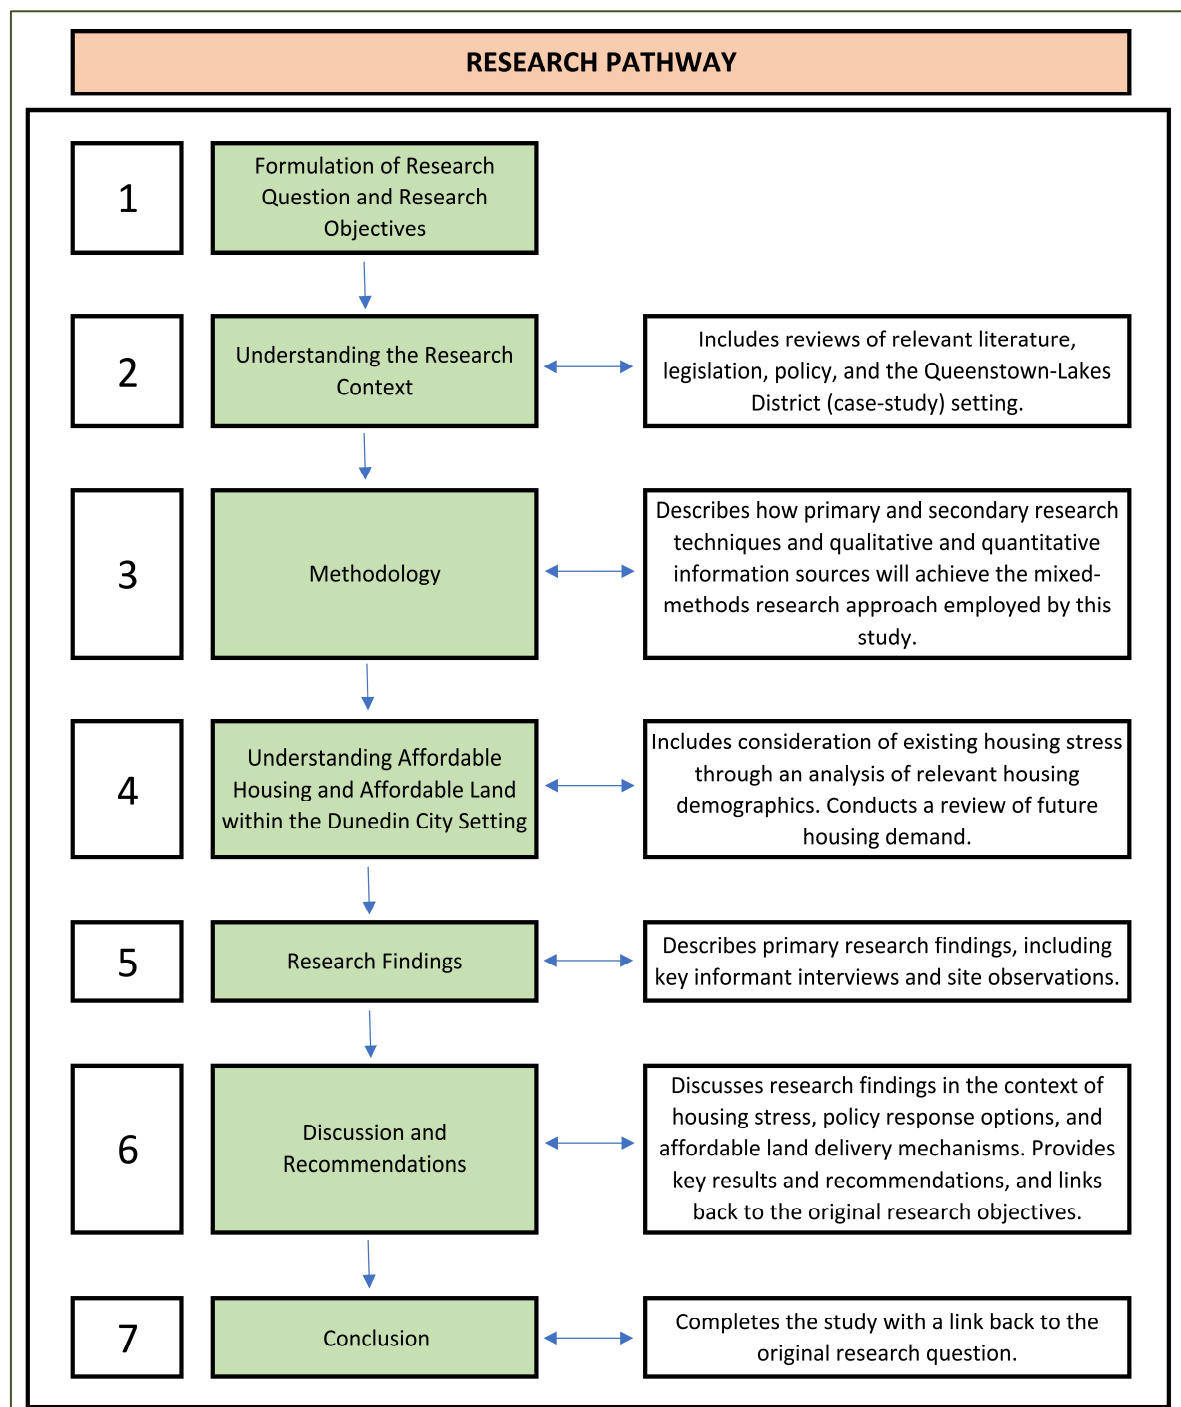 RESEARCH PATHWAY
1
Formulation of Research
Question and Research
Objectives
2
Understanding the Research
Context
Includes reviews of relevant literature,
legislation, policy, and the Queenstown-Lakes
District (case-study) setting.
3
Methodology
Describes how primary and secondary research
techniques and qualitative and quantitative
information sources will achieve the mixed-
methods research approach employed by this
study.
4
Understanding Affordable
Housing and Affordable Land
within the Dunedin City Setting
Includes consideration of existing housing stress
through an analysis of relevant housing
demographics. Conducts a review of future
housing demand.
5
Research Findings
Describes primary research findings, including
key informant interviews and site observations.
6
Discussion and
Recommendations
Discusses research findings in the context of
housing stress, policy response options, and
affordable land delivery mechanisms. Provides
key results and recommendations, and links
back to the original research objectives.
7
Conclusion
Completes the study with a link back to the
original research question.